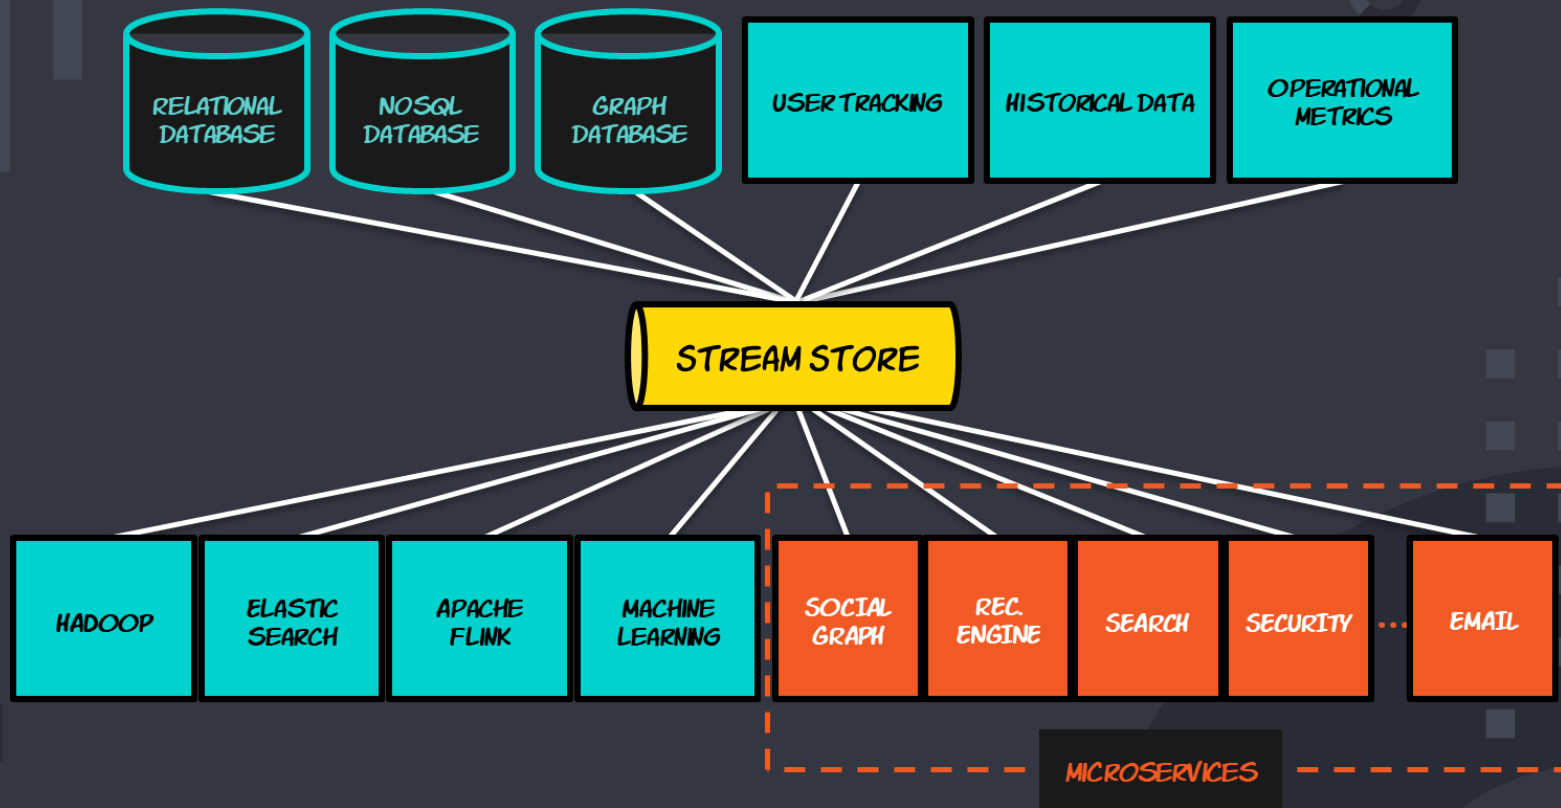 RELATIONAL
DATABASE
NOSQL
DATABASE
GRAPH
DATABASE
USER TRACKING
HISTORICAL DATA
OPERATIONAL
METRICS
STREAM STORE
HADOOP
ELASTIC
SEARCH
APACHE
FLINK
MACHINE
LEARNING
SOCIAL
GRAPH
REC.
ENGINE
SEARCH
SECURITY
...
EMAIL
MICROSERVICES